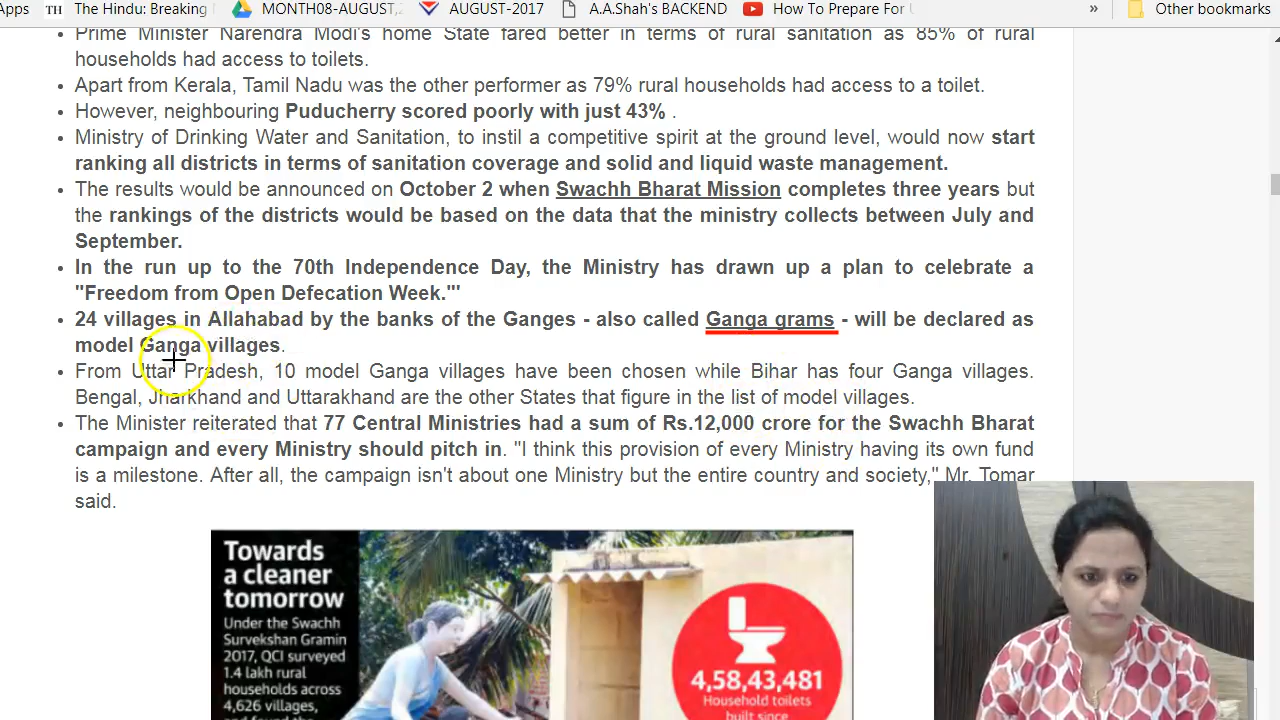 Apps TH The Hindu: Breaking MONTH08-AUGUST, AUGUST-2017 A.A.Shah's BACKEND How To Prepare For » Other bookmarks
• Prime Minister Narendra Modi's home State fared better in terms of rural sanitation as 85% of rural
households had access to toilets.
• Apart from Kerala, Tamil Nadu was the other performer as 79% rural households had access to a toilet.
• However, neighbouring Puducherry scored poorly with just 43% .
• Ministry of Drinking Water and Sanitation, to instil a competitive spirit at the ground level, would now start
ranking all districts in terms of sanitation coverage and solid and liquid waste management.
• The results would be announced on October 2 when Swachh Bharat Mission completes three years but
the rankings of the districts would be based on the data that the ministry collects between July and
September.
• In the run up to the 70th Independence Day, the Ministry has drawn up a plan to celebrate a
"Freedom from Open Defecation Week."'
• 24 villages in Allahabad by the banks of the Ganges - also called Ganga grams - will be declared as
model Ganga villages.
• From Uttar Pradesh, 10 model Ganga villages have been chosen while Bihar has four Ganga villages.
Bengal, Jharkhand and Uttarakhand are the other States that figure in the list of model villages.
• The Minister reiterated that 77 Central Ministries had a sum of Rs.12,000 crore for the Swachh Bharat
campaign and every Ministry should pitch in. "I think this provision of every Ministry having its own fund
is a milestone. After all, the campaign isn't about one Ministry but the entire country and society," Mr. Tomar
said.
Towards
a cleaner
tomorrow
Under the Swachh
Survekshan Gramin
2017, QCI surveyed
1.4 lakh rural
households across
4,626 villages,
and found the
4,58,43,481
Household toilets
built since